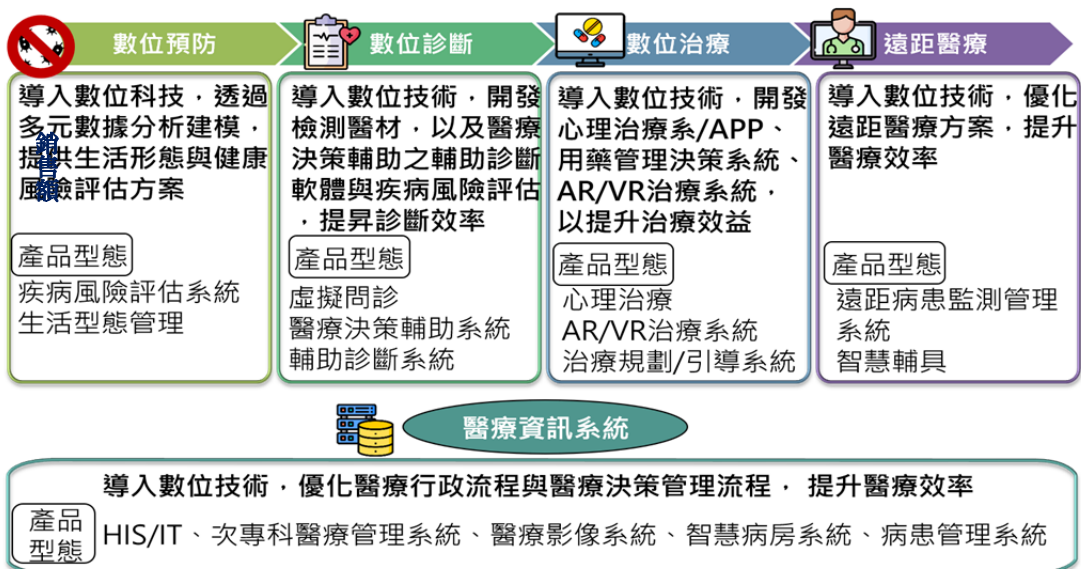 數位預防
數位診斷
數位治療
遠距醫療
導入數位科技，透過
多元數據分析建模，
提供生活形態與健康
風險評估方案
銷售額
產品型態
疾病風險評估系統
生活型態管理
導入數位技術，開發
檢測醫材，以及醫療
決策輔助之輔助診斷
軟體與疾病風險評估
，提昇診斷效率
產品型態
虛擬問診
醫療決策輔助系統
輔助診斷系統
導入數位技術，開發
心理治療系/APP、
用藥管理決策系統、
AR/VR治療系統，
以提升治療效益
產品型態
心理治療
AR/VR治療系統
治療規劃/引導系統
導入數位技術，優化
遠距醫療方案，提升
醫療效率
產品型態
遠距病患監測管理
系統
智慧輔具
醫療資訊系統
導入數位技術，優化醫療行政流程與醫療決策管理流程， 提升醫療效率
產品
型態
HIS/IT、次專科醫療管理系統、醫療影像系統、智慧病房系統、病患管理系統